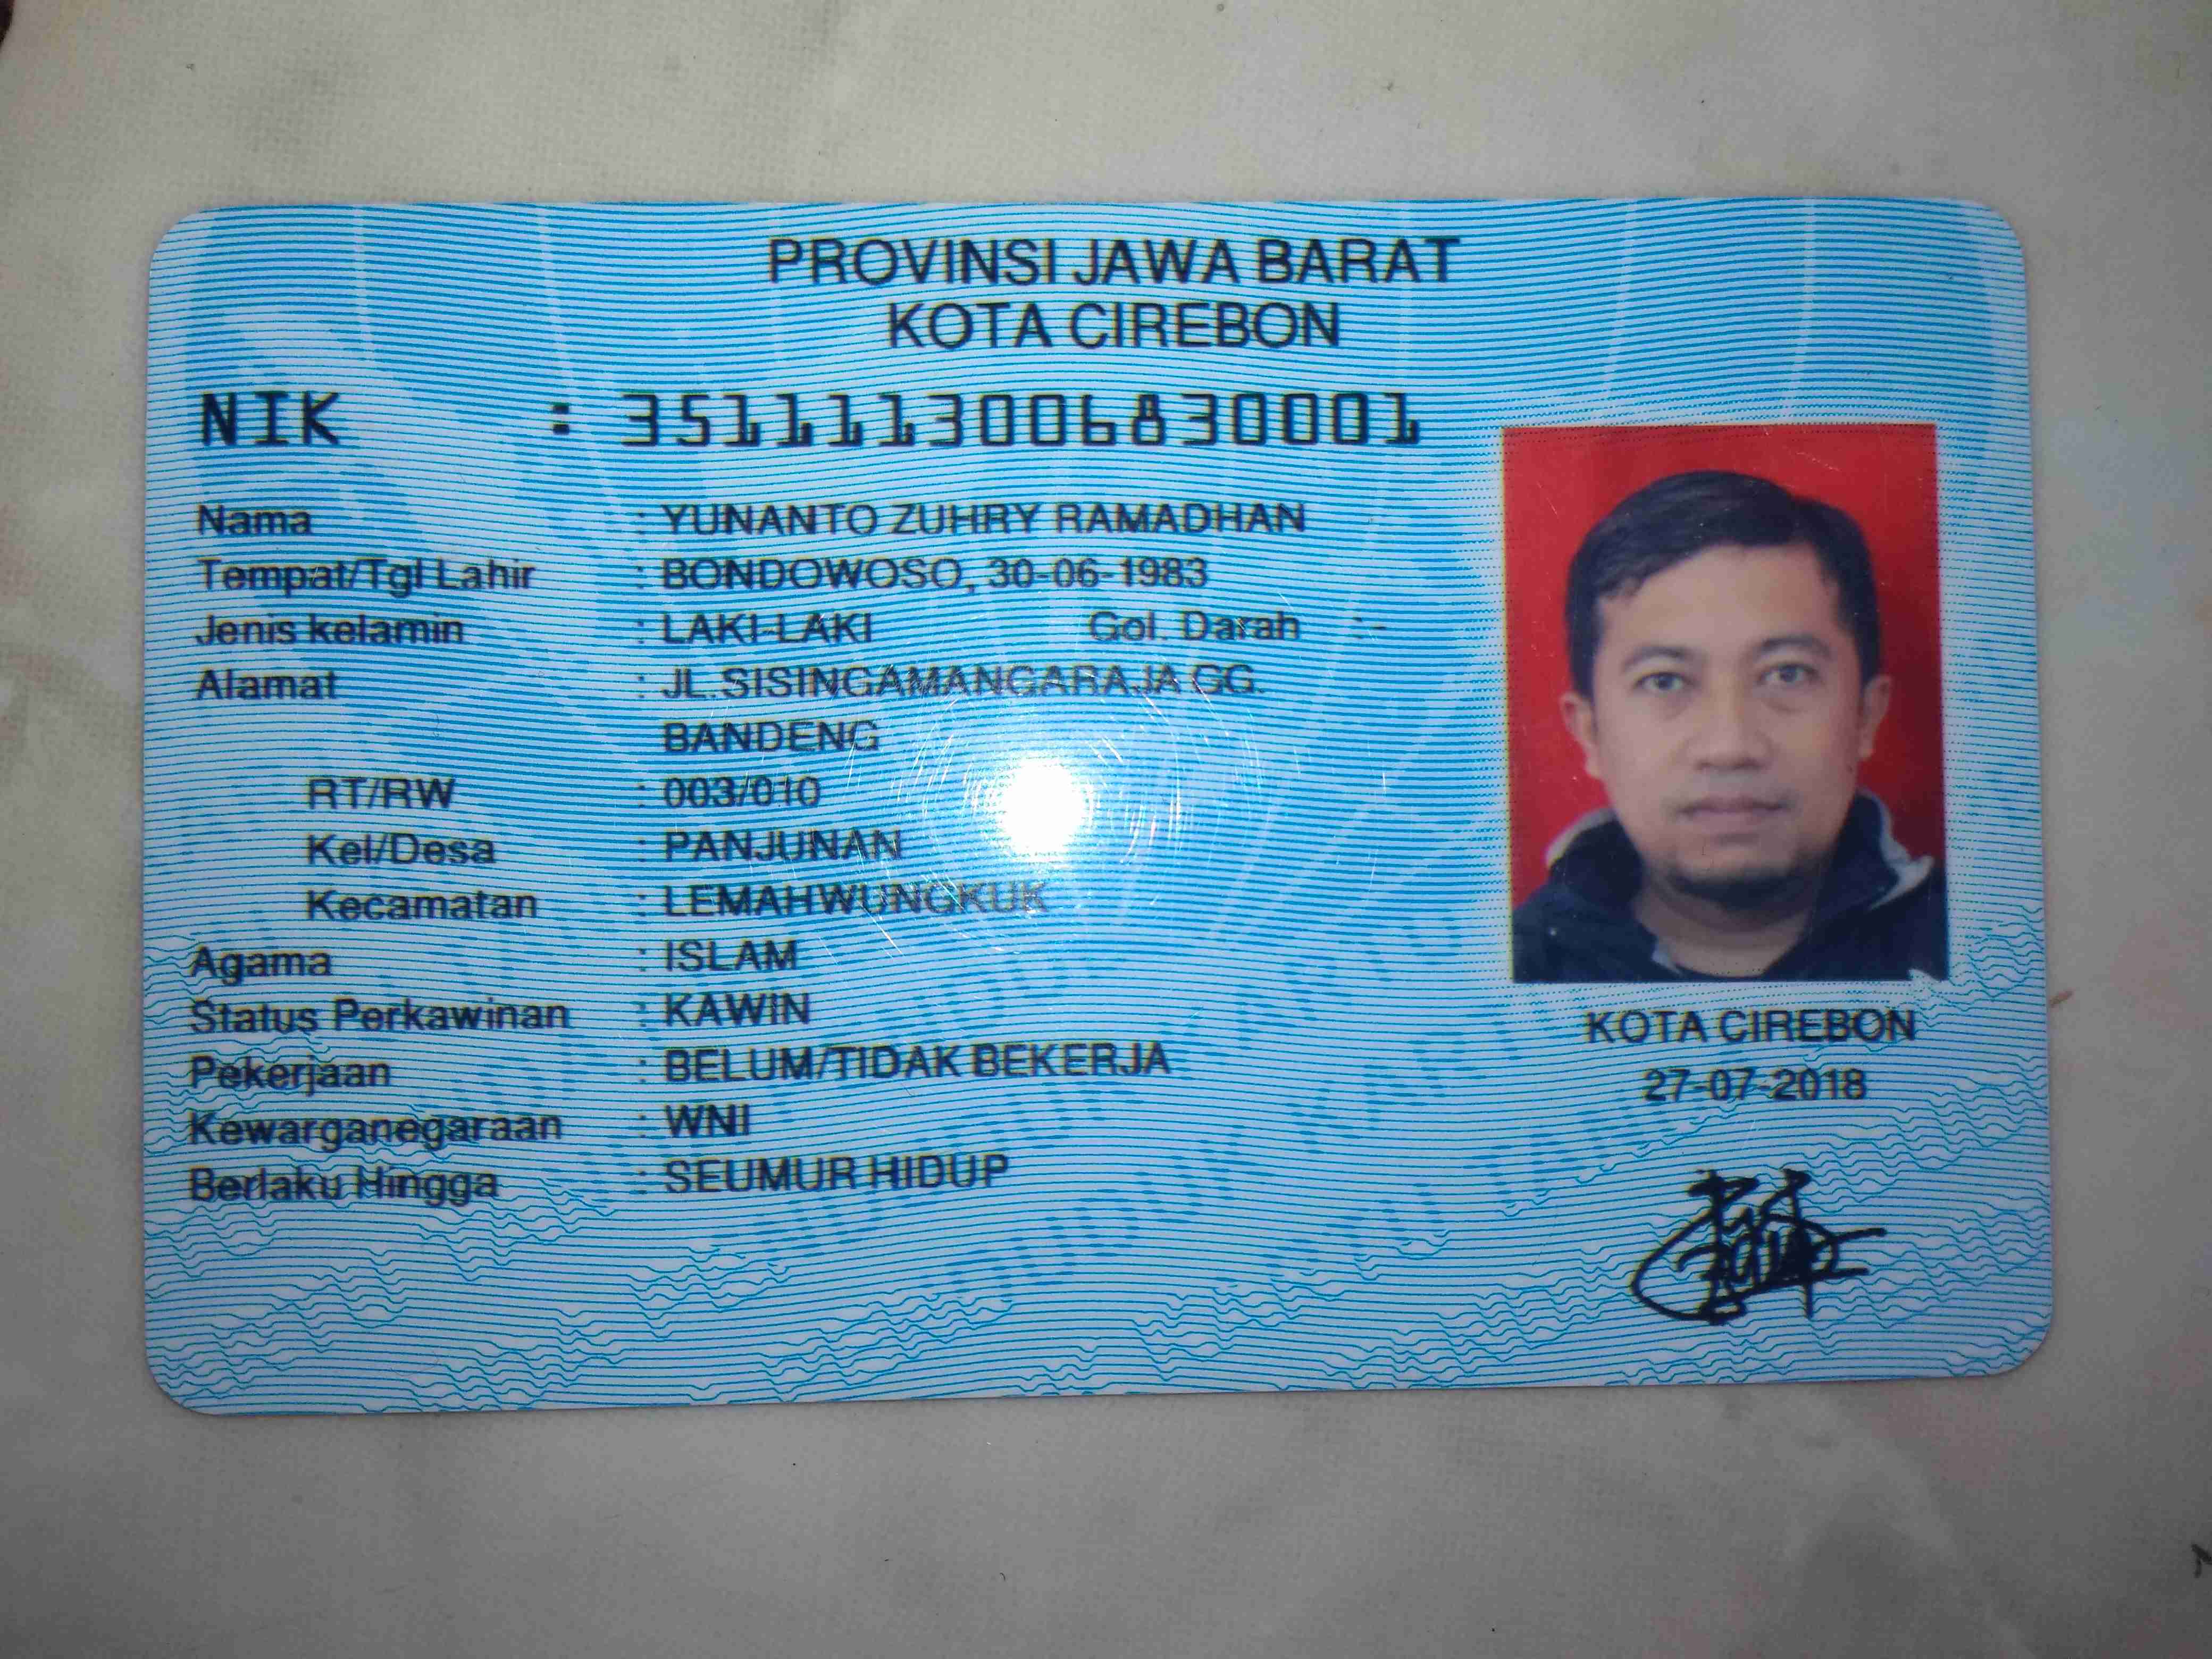 PROVINSI JAWA BARAT
KOTA CIREBON
NIK : 3511113006830001
Nama : YUNANTO ZUHRY RAMADHAN
Tempat/Tgl Lahir : BONDOWOSO, 30-06-1983
Jenis kelamin : LAKI-LAKI Gol. Darah : -
Alamat : JL.SISINGAMANGARAJA GG.
BANDENG
RT/RW : 003/010
Kel/Desa : PANJUNAN
Kecamatan : LEMAHWUNGKUK
Agama : ISLAM
Status Perkawinan : KAWIN
Pekerjaan : BELUM/TIDAK BEKERJA
Kewarganegaraan : WNI
Berlaku Hingga : SEUMUR HIDUP
KOTA CIREBON
27-07-2018